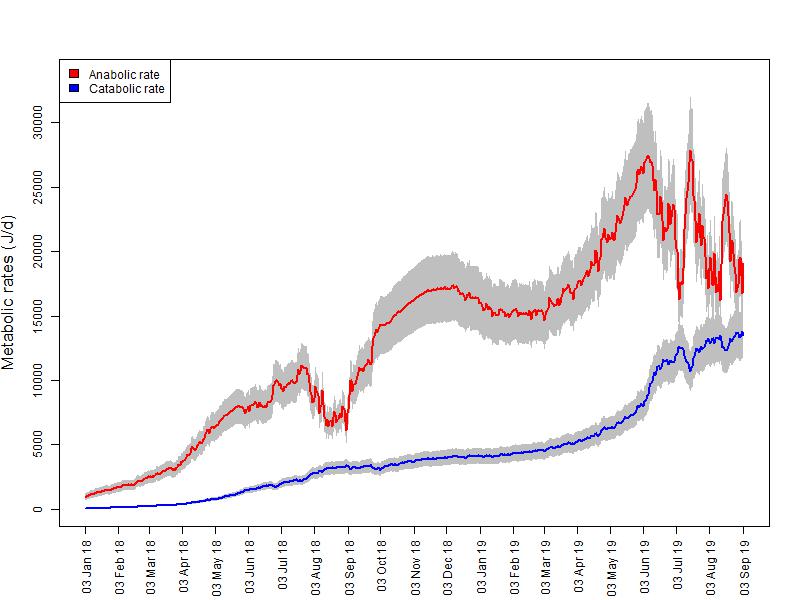 Anabolic rate
Catabolic rate
Metabolic rates (J/d)
30000
25000
20000
15000
10000
5000
0
03 Jan 18
03 Feb 18
03 Mar 18
03 Apr 18
03 May 18
03 Jun 18
03 Jul 18
03 Aug 18
03 Sep 18
03 Oct 18
03 Nov 18
03 Dec 18
03 Jan 19
03 Feb 19
03 Mar 19
03 Apr 19
03 May 19
03 Jun 19
03 Jul 19
03 Aug 19
03 Sep 19